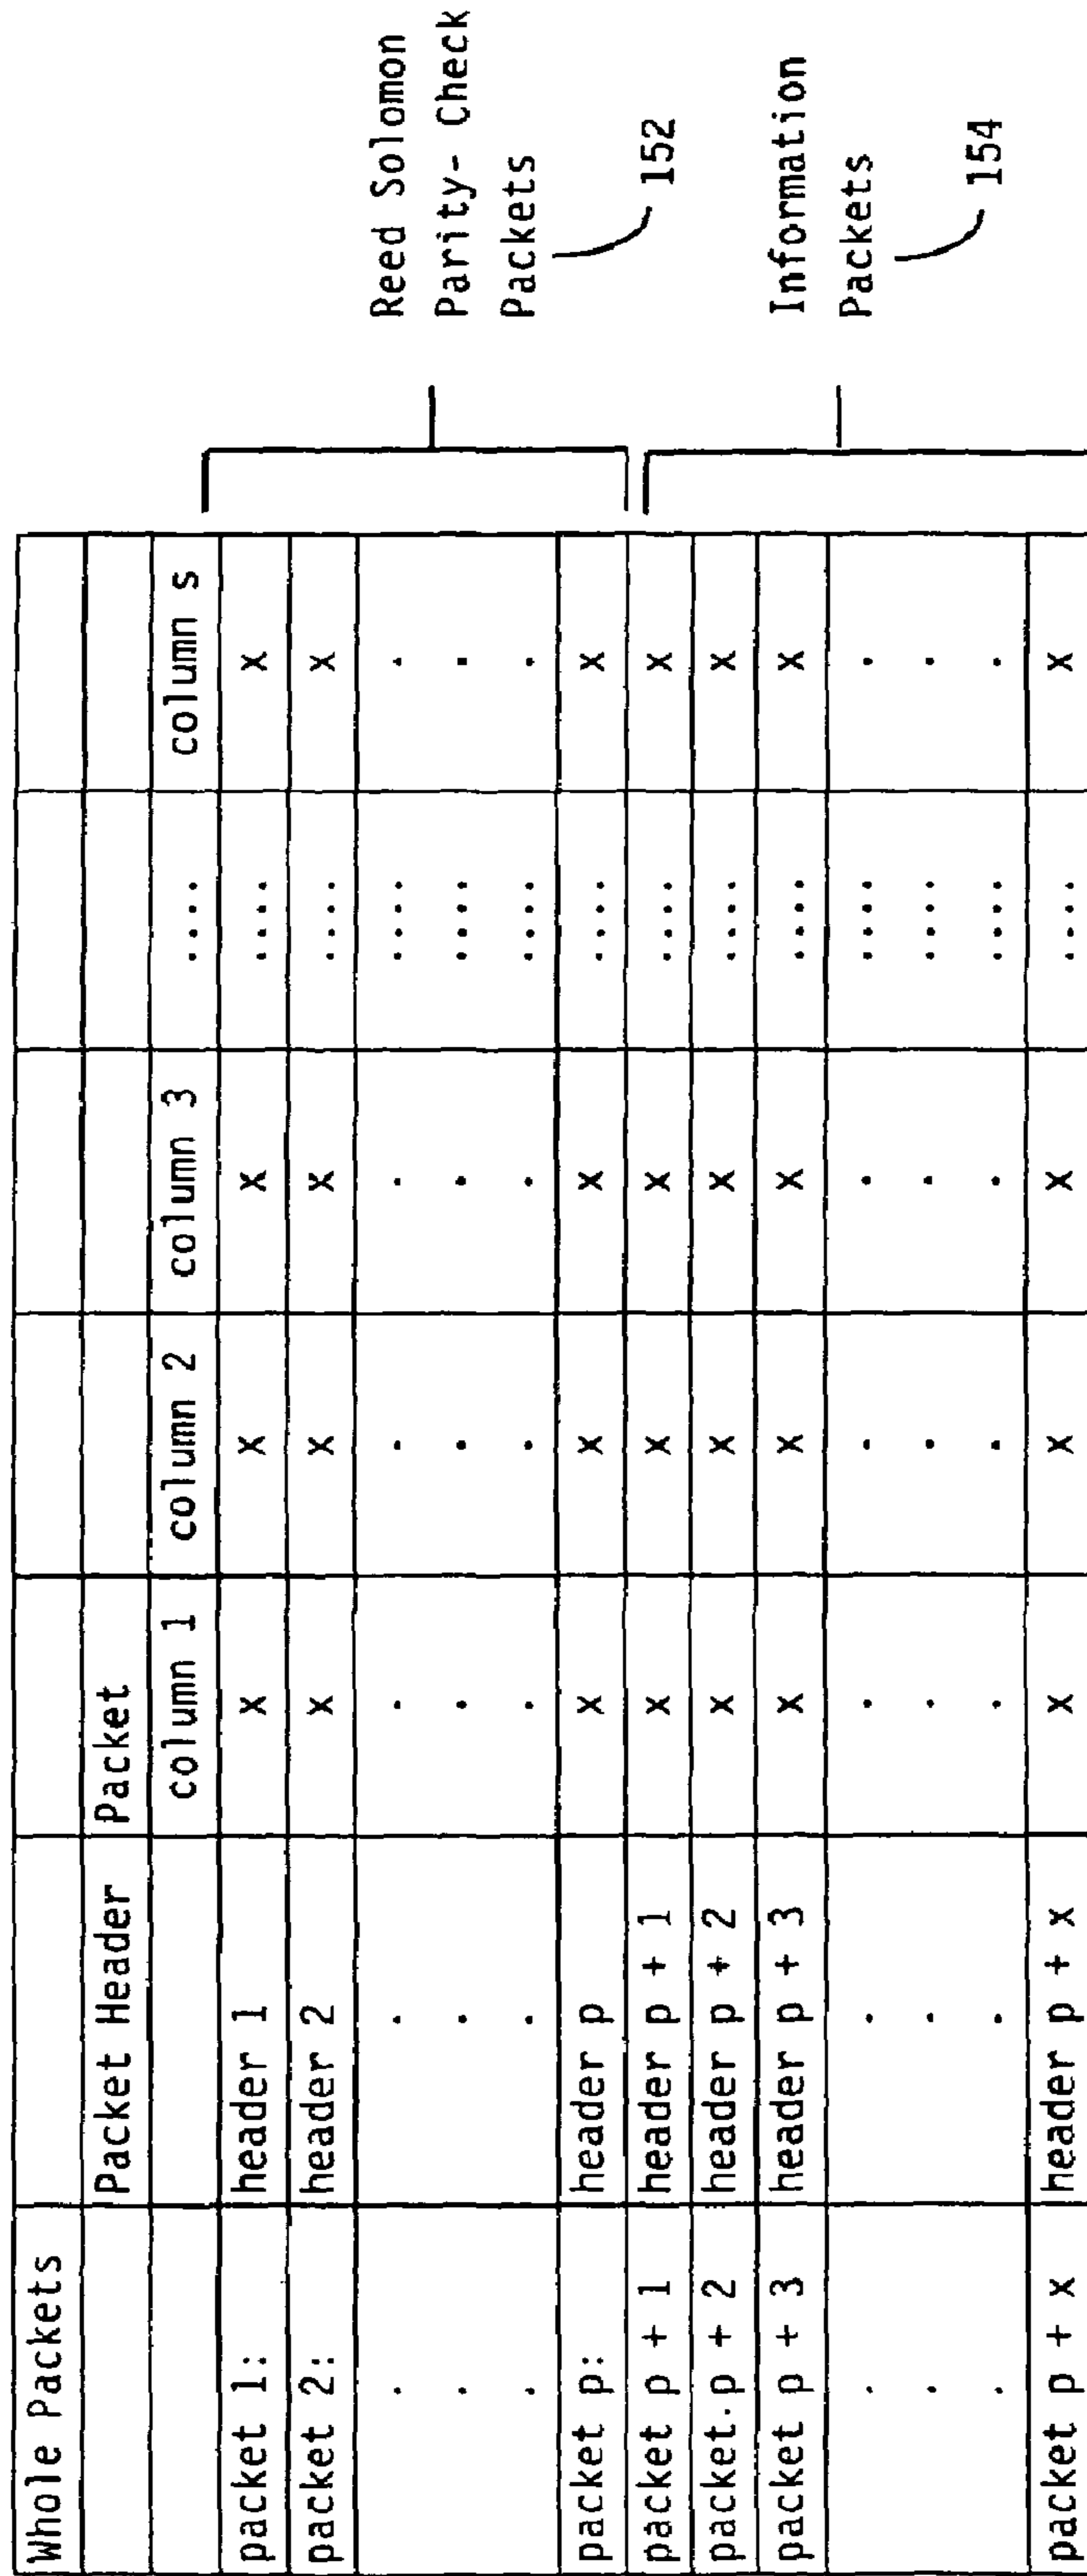 Whole Packets
Packet Header Packet
column 1 column 2 column 3 .... column s
packet 1: header 1 x x x .... x
packet 2: header 2 x x x .... x
. . . . . .... .
. . . . . .... .
. . . . . .... .
packet p: header p x x x .... x
packet p + 1 header p + 1 x x x .... x
packet p + 2 header p + 2 x x x .... x
packet p + 3 header p + 3 x x x .... x
. . . . . .... .
. . . . . .... .
. . . . . .... .
packet p + x header p + x x x x .... x
Reed Solomon
Parity- Check
Packets
152
Information
Packets
154